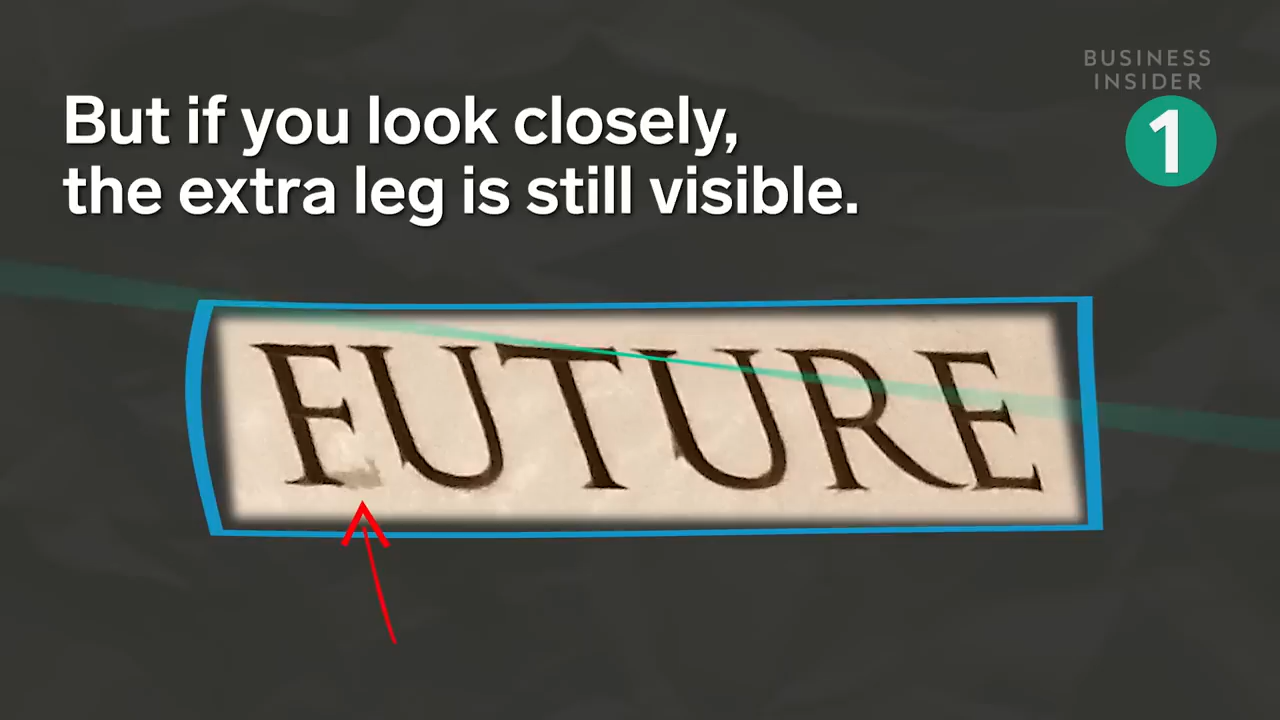 BUSINESS
INSIDER
1
But if you look closely,
the extra leg is still visible.
FUTURE